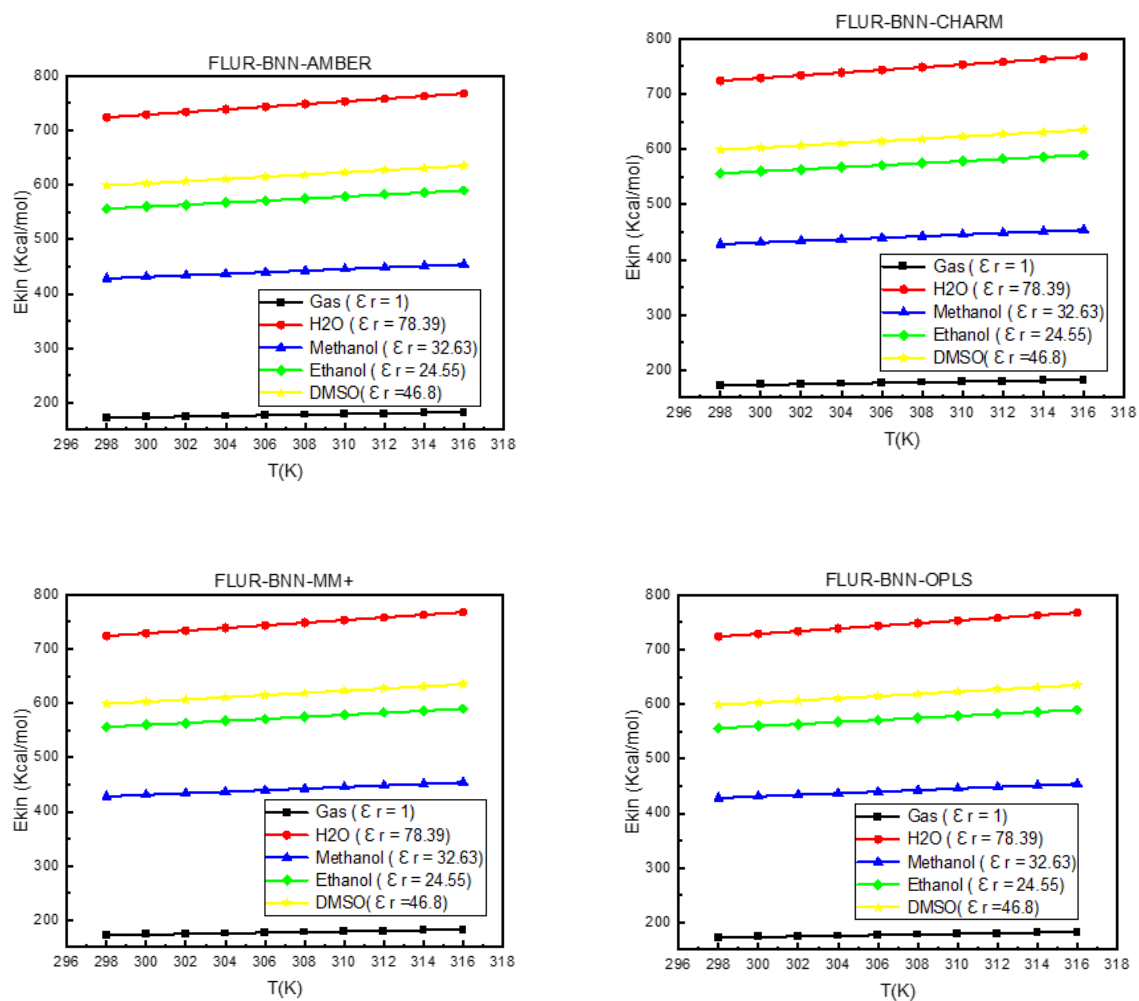 FLUR-BNN-AMBER
800
700
600
500
400
300
200
Ekin (Kcal/mol)
Gas ( Ɛ r = 1)
H2O ( Ɛ r = 78.39)
Methanol ( Ɛ r = 32.63)
Ethanol ( Ɛ r = 24.55)
DMSO( Ɛ r =46.8)
296 298 300 302 304 306 308 310 312 314 316 318
T(K)
FLUR-BNN-CHARM
800
700
600
500
400
300
200
Ekin (Kcal/mol)
Gas ( Ɛ r = 1)
H2O ( Ɛ r = 78.39)
Methanol ( Ɛ r = 32.63)
Ethanol ( Ɛ r = 24.55)
DMSO( Ɛ r =46.8)
296 298 300 302 304 306 308 310 312 314 316 318
T(K)
FLUR-BNN-MM+
800
700
600
500
400
300
200
Ekin (Kcal/mol)
Gas ( Ɛ r = 1)
H2O ( Ɛ r = 78.39)
Methanol ( Ɛ r = 32.63)
Ethanol ( Ɛ r = 24.55)
DMSO( Ɛ r =46.8)
296 298 300 302 304 306 308 310 312 314 316 318
T(K)
FLUR-BNN-OPLS
800
700
600
500
400
300
200
Ekin (Kcal/mol)
Gas ( Ɛ r = 1)
H2O ( Ɛ r = 78.39)
Methanol ( Ɛ r = 32.63)
Ethanol ( Ɛ r = 24.55)
DMSO( Ɛ r =46.8)
296 298 300 302 304 306 308 310 312 314 316 318
T(K)